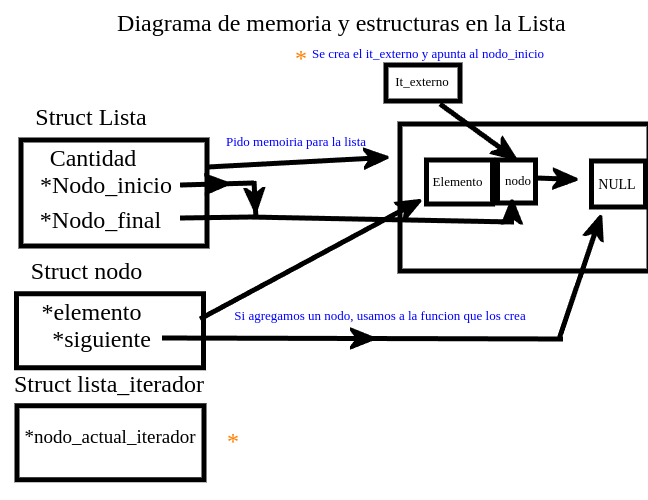 Diagrama de memoria y estructuras en la Lista
* Se crea el it_externo y apunta al nodo_inicio
It_externo
Struct Lista
Pido memoiria para la lista
Cantidad
*Nodo_inicio
*Nodo_final
Elemento
nodo
NULL
Struct nodo
*elemento
*siguiente
Si agregamos un nodo, usamos a la funcion que los crea
Struct lista_iterador
*nodo_actual_iterador
*